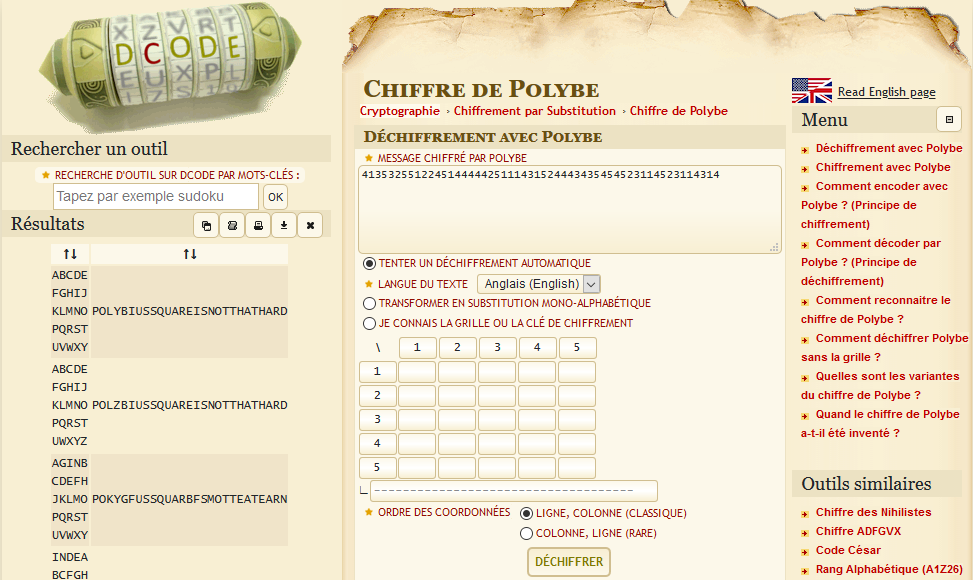 DCODE
Rechercher un outil
★ RECHERCHE D'OUTIL SUR DCODE PAR MOTS-CLÉS :
Tapez par exemple sudoku
OK
Résultats
↑↓ ↑↓
ABCDE
FGHIJ
KLMNO POLYBIUSSQUAREISNOTTHATHARD
PQRST
UVWXY
ABCDE
FGHIJ
KLMNO POLZBIUSSQUAREISNOTTHATHARD
PQRST
UWXYZ
AGINB
CDEFH
JKLMO POKYGFUSSQUARBFSMOTTEATEARN
PQRST
UVWXY
INDEA
BCFGH
Chiffre de Polybe
Cryptographie › Chiffrement par Substitution › Chiffre de Polybe
Déchiffrement avec Polybe
★ MESSAGE CHIFFRÉ PAR POLYBE
413532551224514444425111431524443435454523114523114314
TENTER UN DÉCHIFFREMENT AUTOMATIQUE
★ LANGUE DU TEXTE Anglais (English)
TRANSFORMER EN SUBSTITUTION MONO-ALPHABÉTIQUE
JE CONNAIS LA GRILLE OU LA CLÉ DE CHIFFREMENT
\ 1 2 3 4 5
1
2
3
4
5
★ ORDRE DES COORDONNÉES LIGNE, COLONNE (CLASSIQUE)
COLONNE, LIGNE (RARE)
DÉCHIFFRER
Read English page
Menu
Déchiffrement avec Polybe
Chiffrement avec Polybe
Comment encoder avec
Polybe ? (Principe de
chiffrement)
Comment décoder par
Polybe ? (Principe de
déchiffrement)
Comment reconnaitre le
chiffre de Polybe ?
Comment déchiffrer Polybe
sans la grille ?
Quelles sont les variantes
du chiffre de Polybe ?
Quand le chiffre de Polybe
a-t-il été inventé ?
Outils similaires
Chiffre des Nihilistes
Chiffre ADFGVX
Code César
Rang Alphabétique (A1Z26)